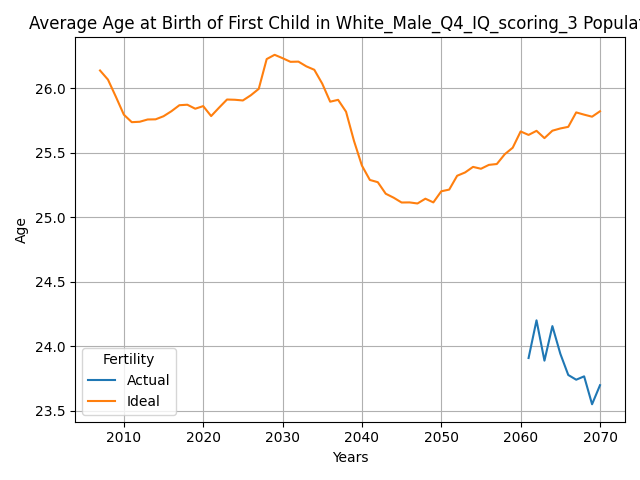 Average Age at Birth of First Child in White_Male_Q4_IQ_scoring_3 Populat
26.0
25.5
25.0
24.5
24.0
23.5
Age
Fertility
Actual
Ideal
2010 2020 2030 2040 2050 2060 2070
Years